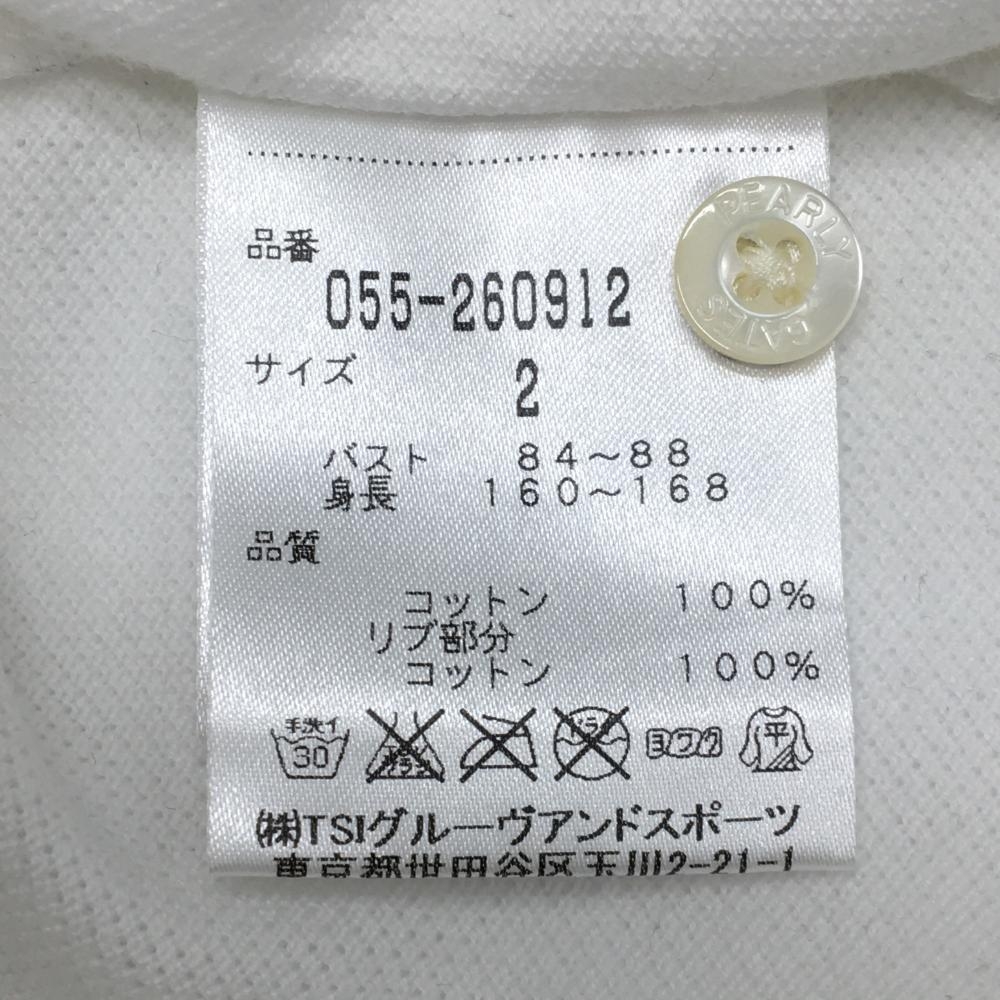 品番
055-260912
サイズ
2
バスト 84～88
身長 160～168
品質
コットン 100%
リブ部分
コットン 100%
手洗イ
30
ヨワク
平
㈱TSIグルーヴアンドスポーツ
東京都世田谷区玉川2-21-1
PEARLY
GATES